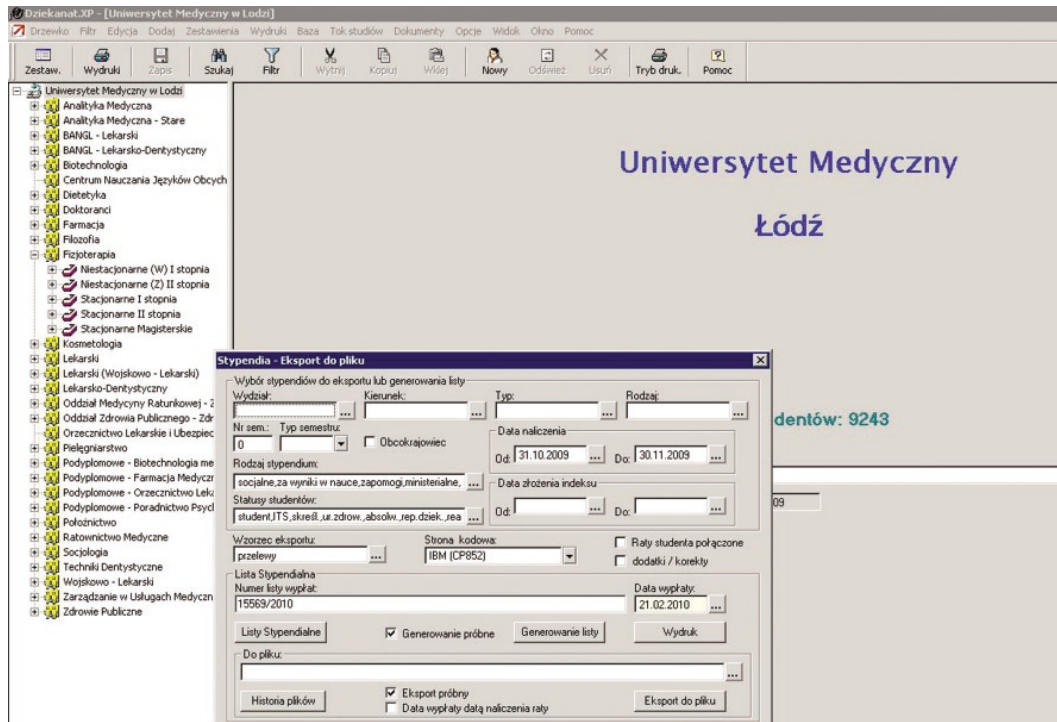 Dziekanat.XP - [Uniwersytet Medyczny w Lodzi]
Drzewko Filtr Edycja Dodaj Zestawienia Wydruki Baza Tok studiów Dokumenty Opcje Widok Okno Pomoc
Zestaw. Wydruki Zapis Szukaj Filtr Wytnij Kopiuj Wklej Nowy Odśwież Usuń Tryb druk. Pomoc
Uniwersytet Medyczny w Lodzi
Analityka Medyczna
Analityka Medyczna - Stare
BANGL - Lekarski
BANGL - Lekarsko-Dentystyczny
Biotechnologia
Centrum Nauczania Języków Obcych
Dietetyka
Doktoranci
Farmacja
Filozofia
Fizjoterapia
Niestacjonarne (W) I stopnia
Niestacjonarne (Z) II stopnia
Stacjonarne I stopnia
Stacjonarne II stopnia
Stacjonarne Magisterskie
Kosmetologia
Lekarski
Lekarski (Wojskowo - Lekarski)
Lekarsko-Dentystyczny
Oddział Medycyny Ratunkowej - Z
Oddział Zdrowia Publicznego - Zdr
Orzecznictwo Lekarskie i Ubezpiec
Pielęgniarstwo
Podyplomowe - Biotechnologia me
Podyplomowe - Farmacja Medyczn
Podyplomowe - Orzecznictwo Leka
Podyplomowe - Poradnictwo Psych
Położnictwo
Ratownictwo Medyczne
Socjologia
Techniki Dentystyczne
Wojskowo - Lekarski
Zarządzanie w Usługach Medyczn
Zdrowie Publiczne
Uniwersytet Medyczny
Łódź
dentów: 9243
09
Stypendia - Eksport do pliku
Wybór stypendiów do eksportu lub generowania listy
Wydział: Kierunek: Typ: Rodzaj:
... ... ... ...
Nr sem.: Typ semestru:
0 Obcokrajowiec
Data naliczenia
Od: 31.10.2009 ... Do: 30.11.2009 ...
Rodzaj stypendium:
socjalne,za wyniki w nauce,zapomogi,ministerialne, ...
Data złożenia indeksu
Od: ... Do: ...
Statusy studentów:
student,ITS,skreśl.,ur.zdrow.,absolw.,rep.dziek.,rea ...
Wzorzec eksportu: Strona kodowa:
przelewy ... IBM (CP852)
Raty studenta połączone
dodatki / korekty
Lista Stypendialna
Numer listy wypłat: Data wypłaty:
15569/2010 21.02.2010 ...
Listy Stypendialne Generowanie próbne Generowanie listy Wydruk
Do pliku:
...
Historia plików Eksport próbny Eksport do pliku
Data wypłaty datą naliczenia raty